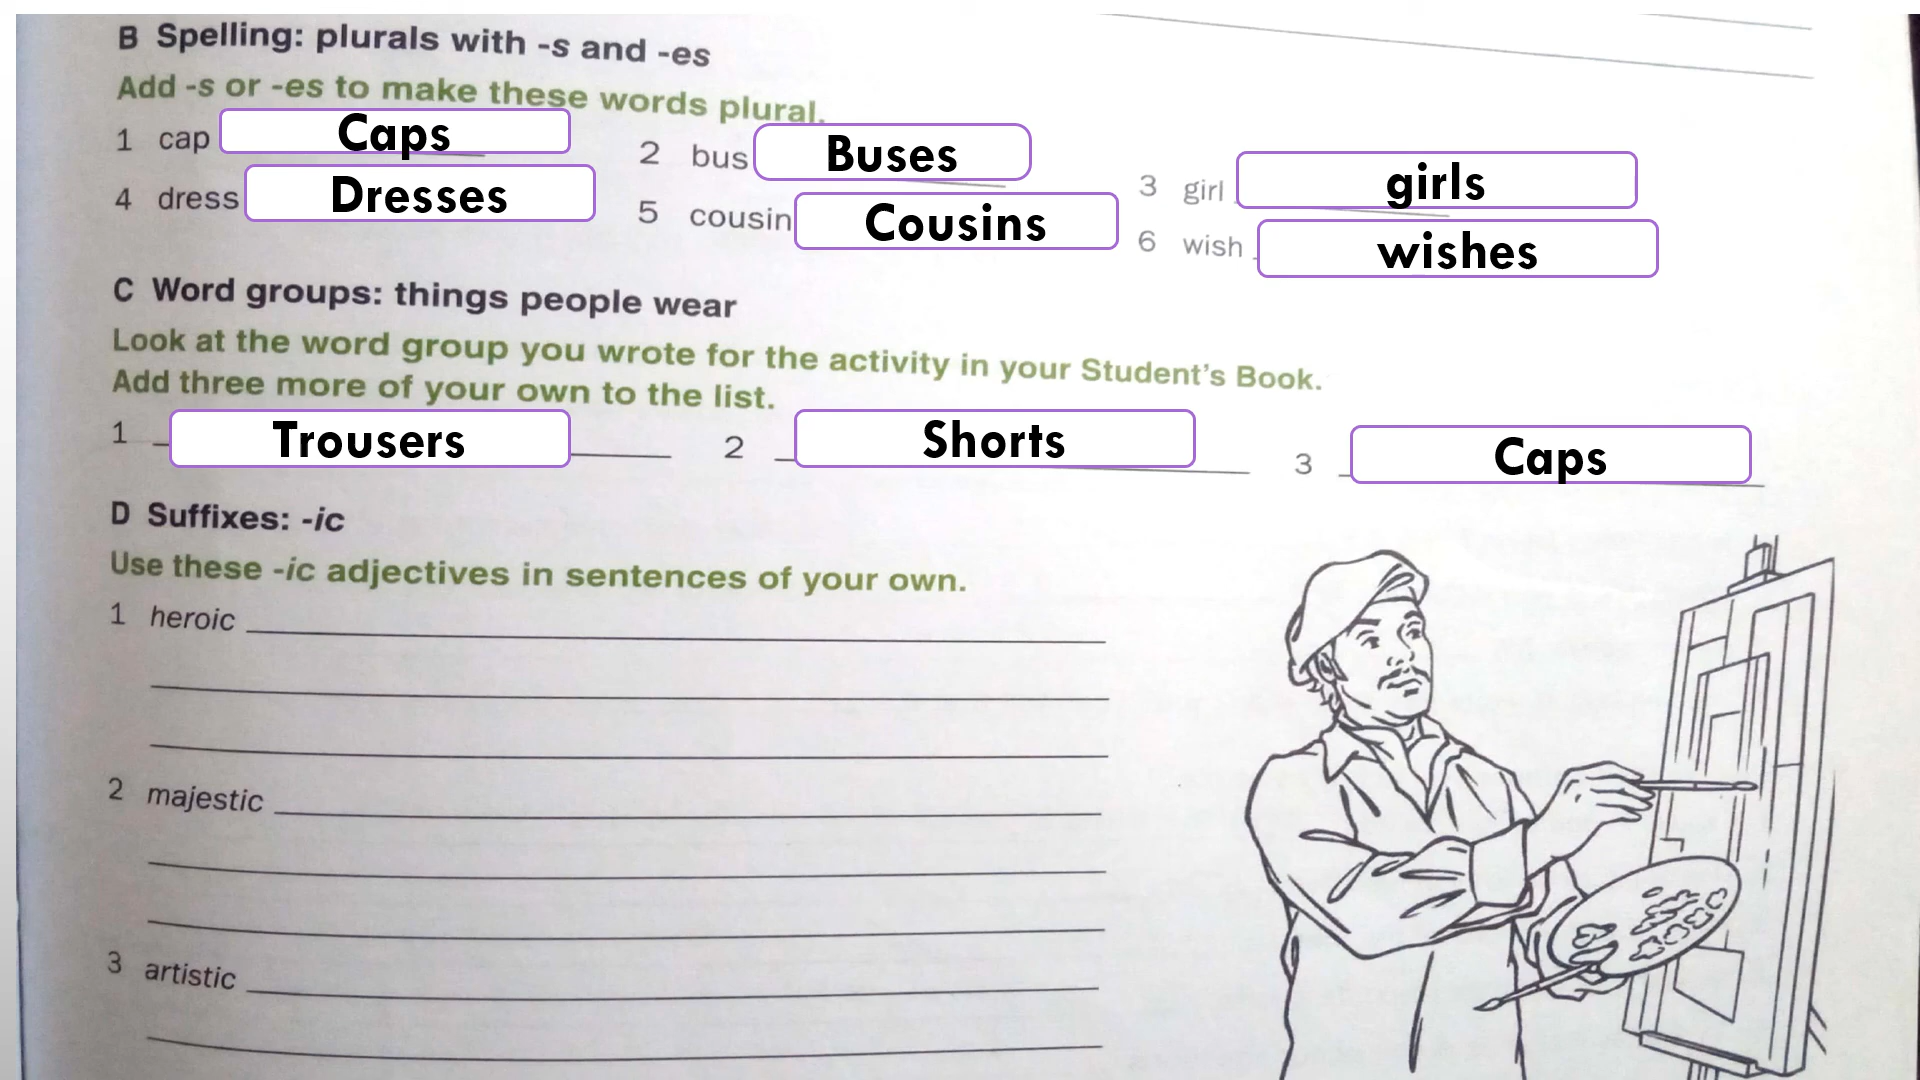 B Spelling: plurals with -s and -es
Add -s or -es to make these words plural.
1 cap Caps 2 bus Buses 3 girl girls
4 dress Dresses 5 cousin Cousins 6 wish wishes
C Word groups: things people wear
Look at the word group you wrote for the activity in your Student's Book.
Add three more of your own to the list.
1 Trousers 2 Shorts 3 Caps
D Suffixes: -ic
Use these -ic adjectives in sentences of your own.
1 heroic
2 majestic
3 artistic